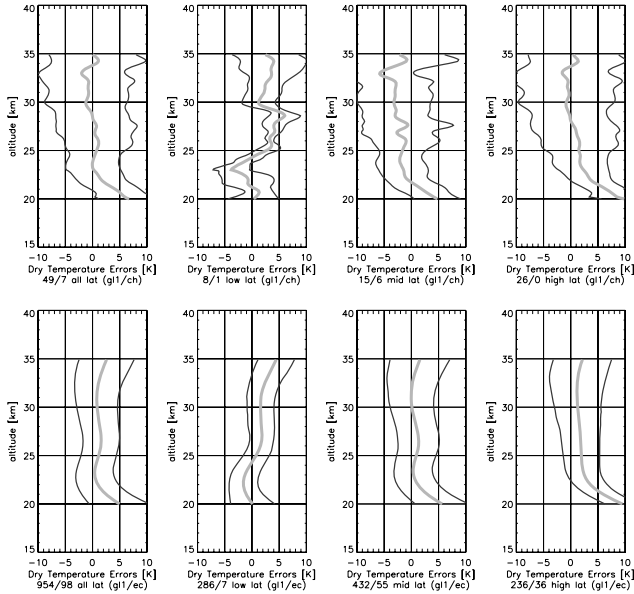 40
35
30
25
20
15
altitude [km]
-10 -5 0 5 10
Dry Temperature Errors [K]
49/7 all lat (gl1/ch)
40
35
30
25
20
15
altitude [km]
-10 -5 0 5 10
Dry Temperature Errors [K]
8/1 low lat (gl1/ch)
40
35
30
25
20
15
altitude [km]
-10 -5 0 5 10
Dry Temperature Errors [K]
15/6 mid lat (gl1/ch)
40
35
30
25
20
15
altitude [km]
-10 -5 0 5 10
Dry Temperature Errors [K]
26/0 high lat (gl1/ch)
40
35
30
25
20
15
altitude [km]
-10 -5 0 5 10
Dry Temperature Errors [K]
954/98 all lat (gl1/ec)
40
35
30
25
20
15
altitude [km]
-10 -5 0 5 10
Dry Temperature Errors [K]
286/7 low lat (gl1/ec)
40
35
30
25
20
15
altitude [km]
-10 -5 0 5 10
Dry Temperature Errors [K]
432/55 mid lat (gl1/ec)
40
35
30
25
20
15
altitude [km]
-10 -5 0 5 10
Dry Temperature Errors [K]
236/36 high lat (gl1/ec)